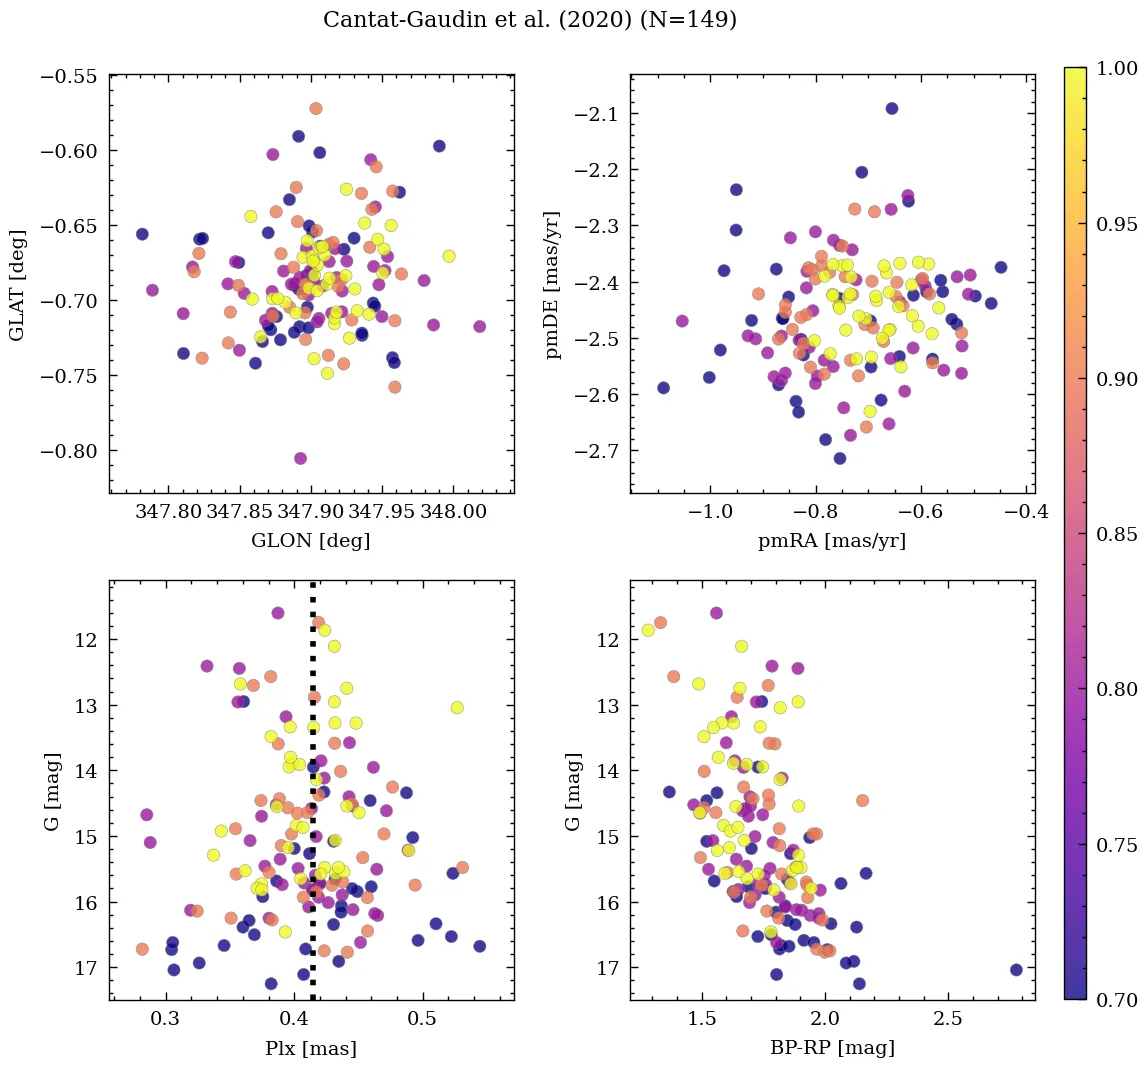 Cantat-Gaudin et al. (2020) (N=149)
GLAT [deg]
−0.55
−0.60
−0.65
−0.70
−0.75
−0.80
347.80 347.85 347.90 347.95 348.00
GLON [deg]
pmDE [mas/yr]
−2.1
−2.2
−2.3
−2.4
−2.5
−2.6
−2.7
−1.0 −0.8 −0.6 −0.4
pmRA [mas/yr]
G [mag]
12
13
14
15
16
17
0.3 0.4 0.5
Plx [mas]
G [mag]
12
13
14
15
16
17
1.5 2.0 2.5
BP-RP [mag]
1.00
0.95
0.90
0.85
0.80
0.75
0.70